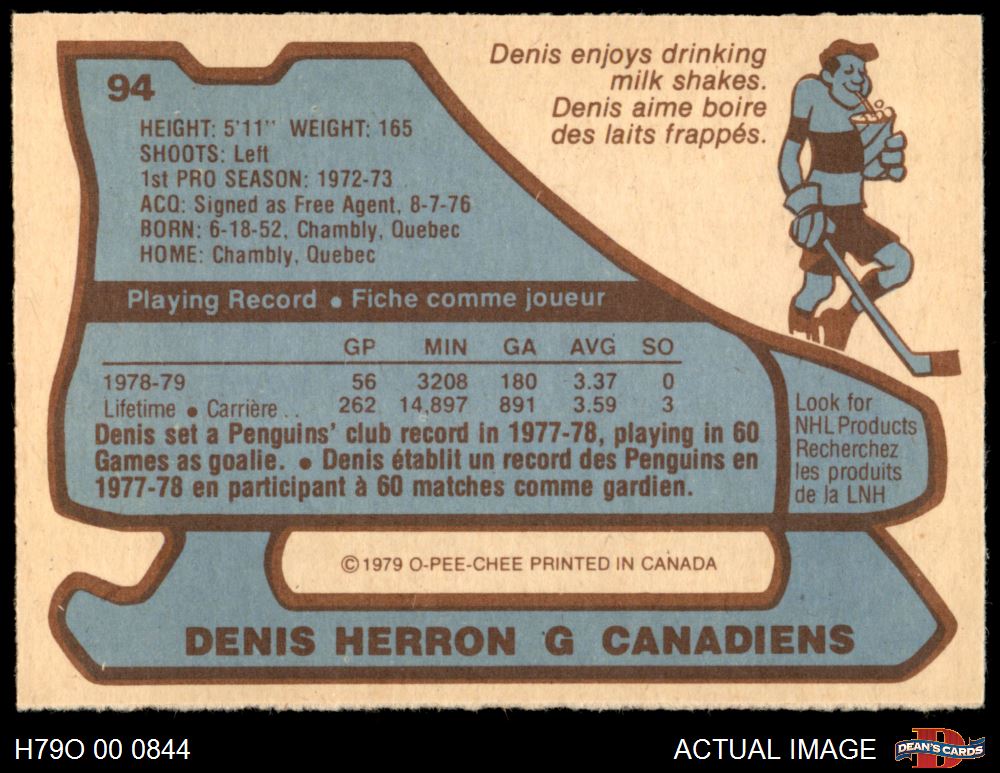 94
HEIGHT: 5'11" WEIGHT: 165
SHOOTS: Left
1st PRO SEASON: 1972-73
ACQ: Signed as Free Agent, 8-7-76
BORN: 6-18-52, Chambly, Quebec
HOME: Chambly, Quebec
Denis enjoys drinking
milk shakes.
Denis aime boire
des laits frappés.
Playing Record • Fiche comme joueur
GP MIN GA AVG SO
1978-79 56 3208 180 3.37 0
Lifetime • Carrière . . 262 14,897 891 3.59 3
Denis set a Penguins' club record in 1977-78, playing in 60
Games as goalie. • Denis établit un record des Penguins en
1977-78 en participant à 60 matches comme gardien.
Look for
NHL Products
Recherchez
les produits
de la LNH
©1979 O-PEE-CHEE PRINTED IN CANADA
DENIS HERRON G CANADIENS
H79O 00 0844
ACTUAL IMAGE
DEAN'S CARDS